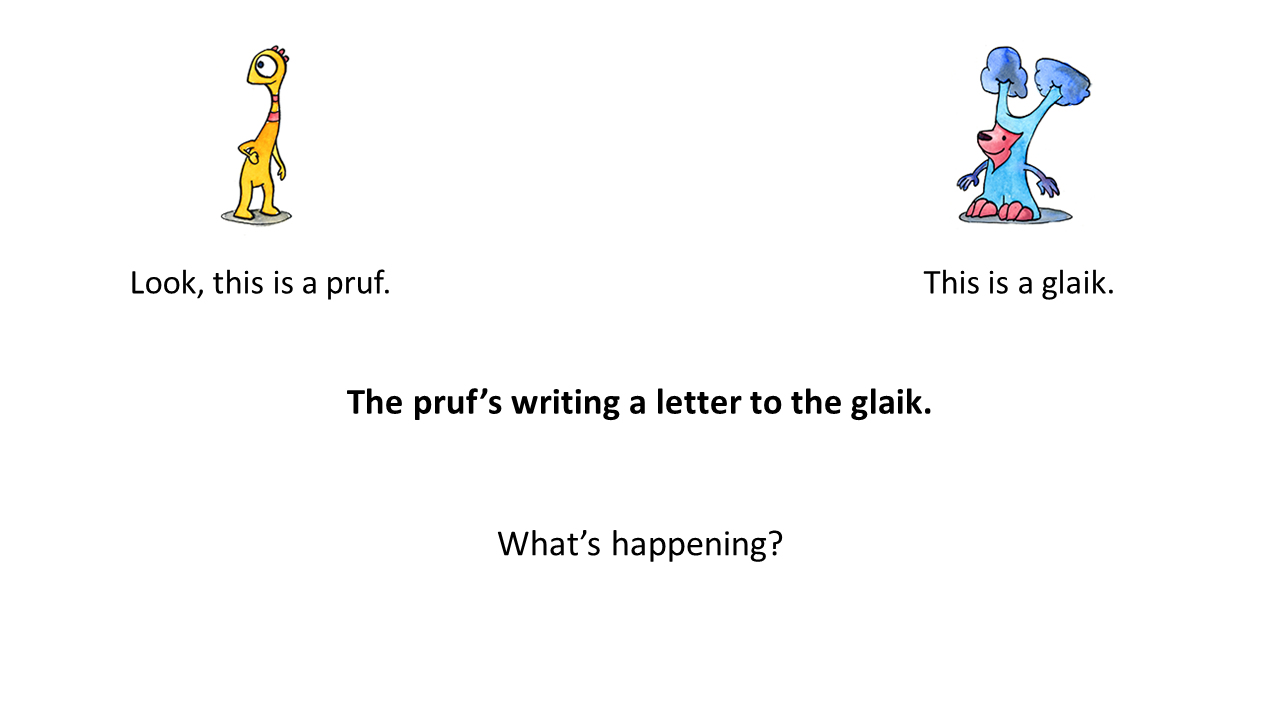 Look, this is a pruf.
This is a glaik.
The pruf’s writing a letter to the glaik.
What’s happening?